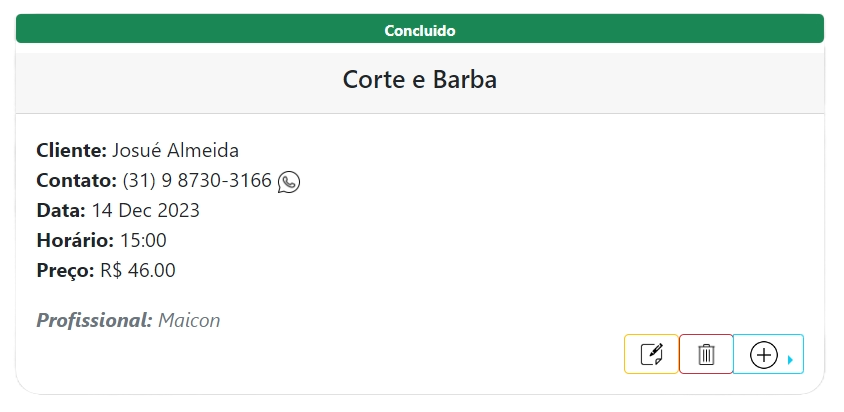 Concluido
Corte e Barba
Cliente: Josué Almeida
Contato: (31) 9 8730-3166
Data: 14 Dec 2023
Horário: 15:00
Preço: R$ 46.00
Profissional: Maicon